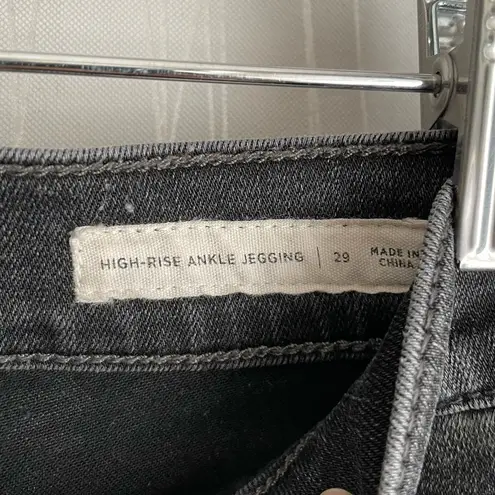 HIGH-RISE ANKLE JEGGING | 29 MADE IN
CHINA